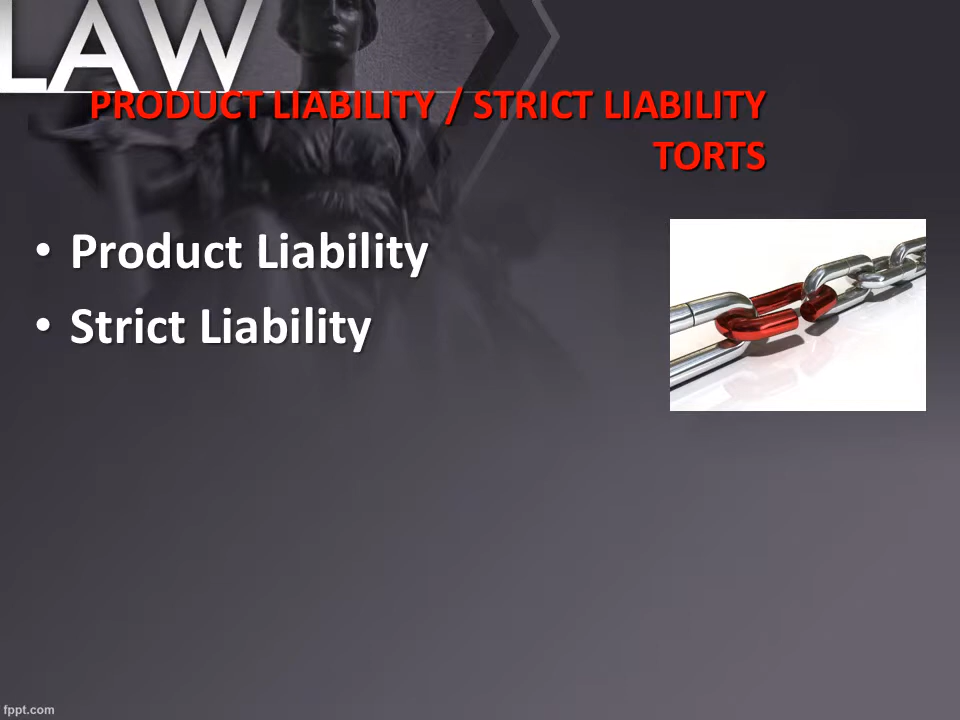 LAW
PRODUCT LIABILITY / STRICT LIABILITY
TORTS
• Product Liability
• Strict Liability
fppt.com